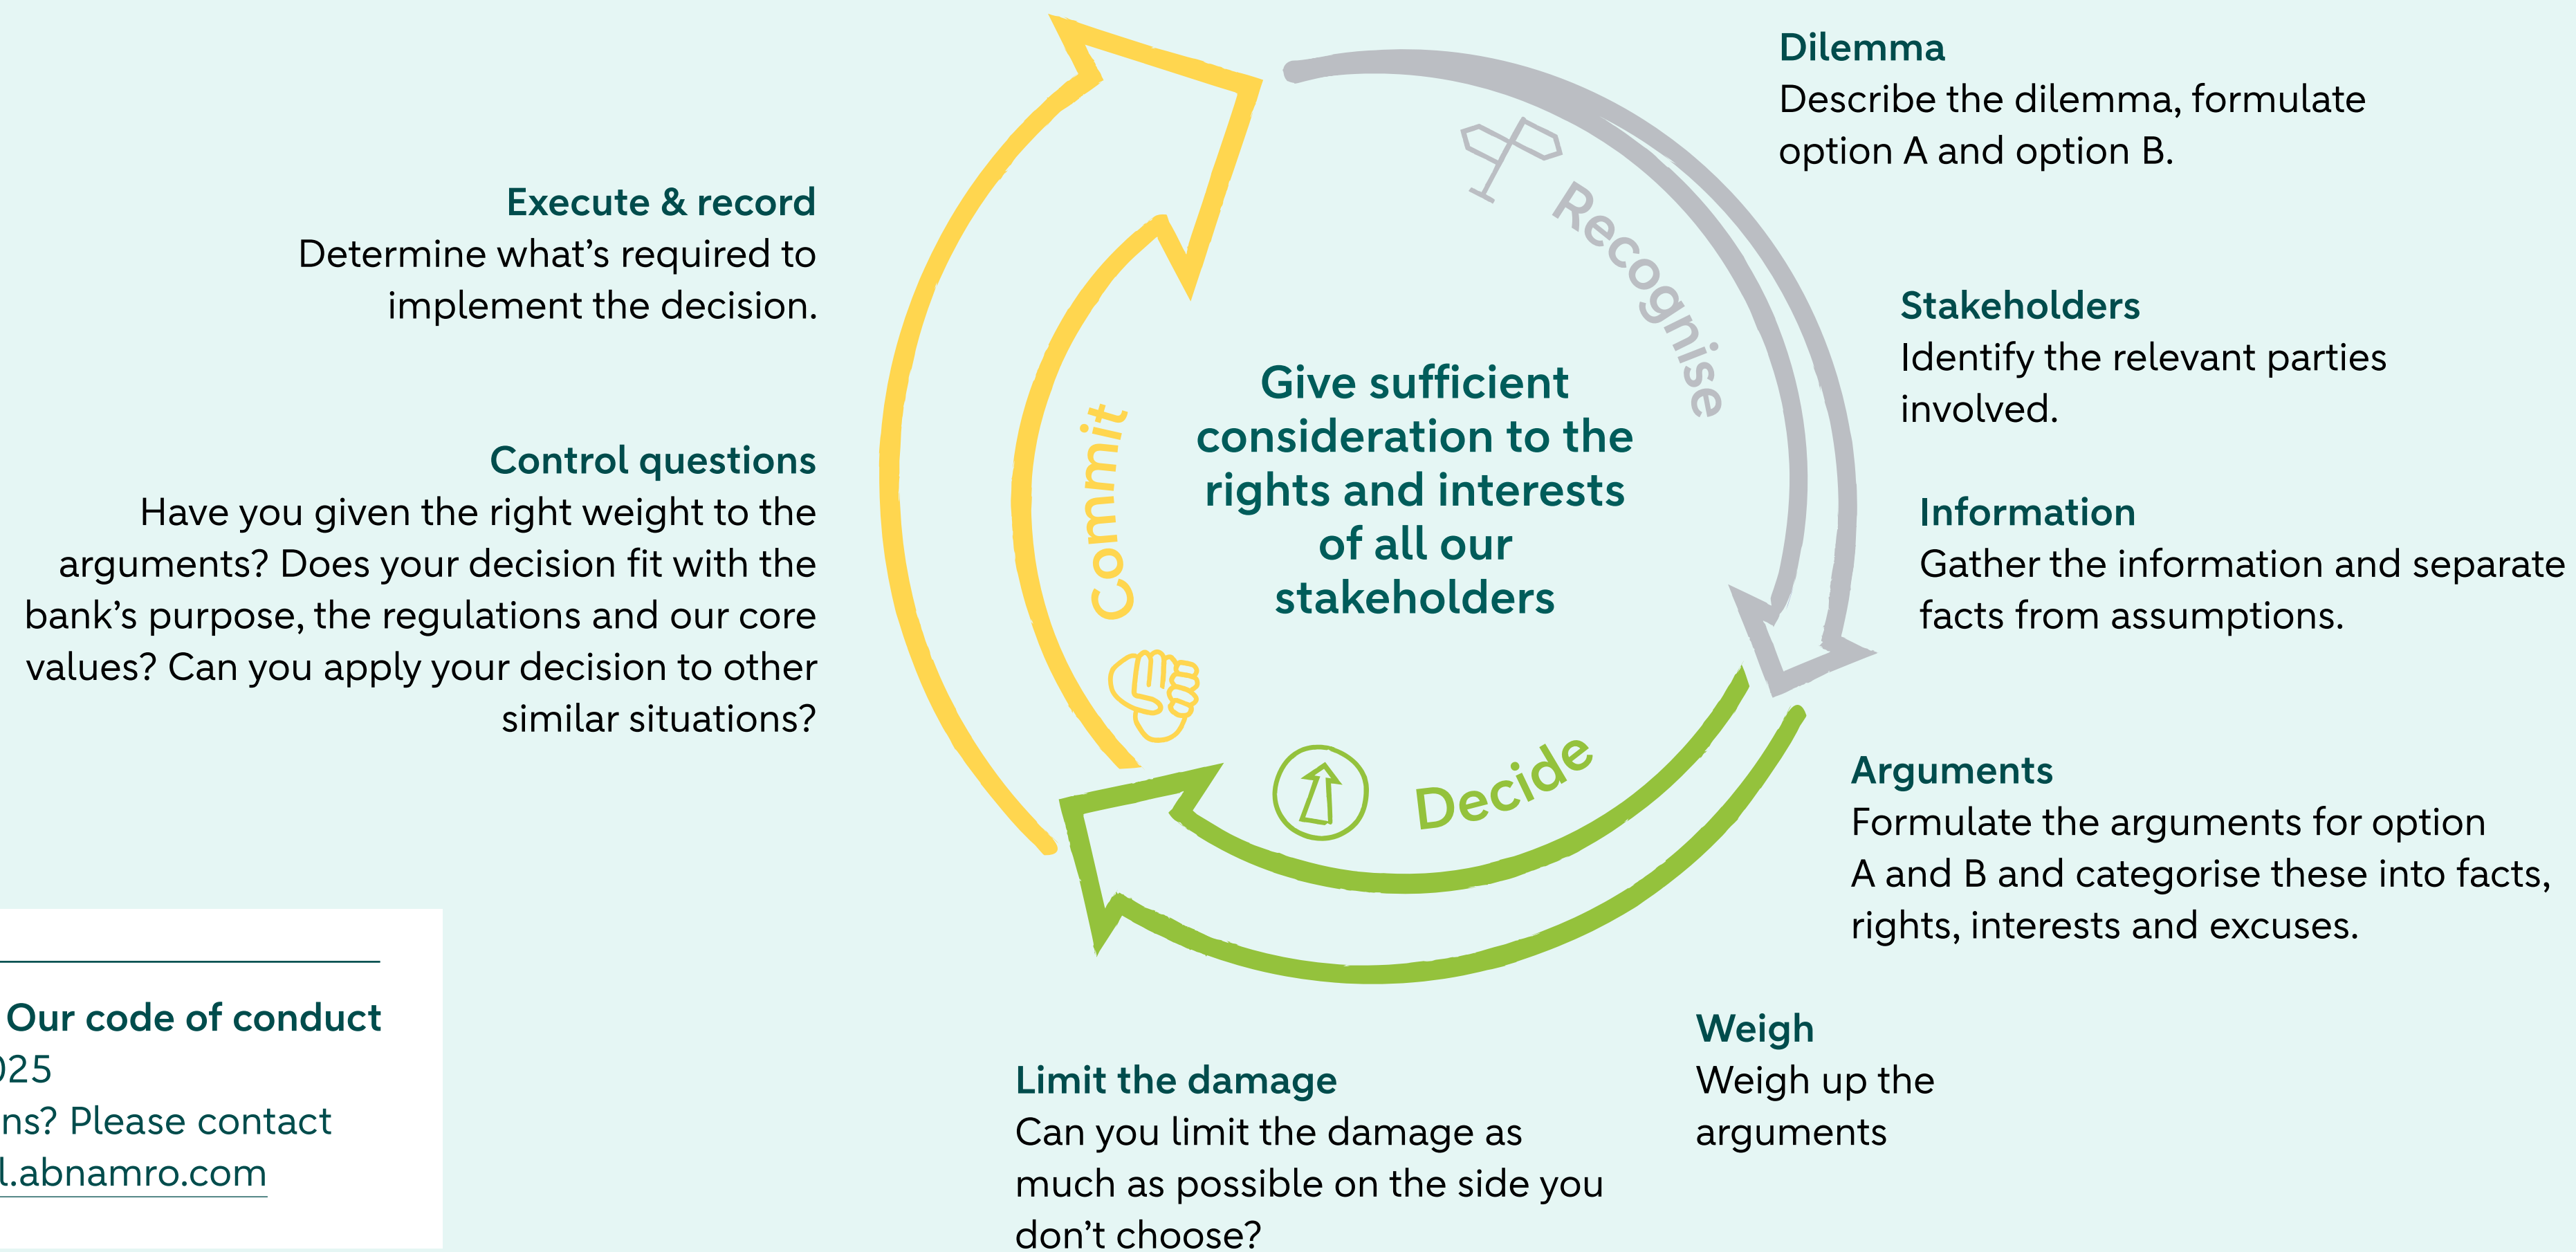 Dilemma
Describe the dilemma, formulate
option A and option B.
Stakeholders
Identify the relevant parties
involved.
Information
Gather the information and separate
facts from assumptions.
Arguments
Formulate the arguments for option
A and B and categorise these into facts,
rights, interests and excuses.
Weigh
Weigh up the
arguments
Limit the damage
Can you limit the damage as
much as possible on the side you
don’t choose?
Control questions
Have you given the right weight to the
arguments? Does your decision fit with the
bank’s purpose, the regulations and our core
values? Can you apply your decision to other
similar situations?
Execute & record
Determine what’s required to
implement the decision.
Recognise
Decide
Commit
Give sufficient
consideration to the
rights and interests
of all our
stakeholders
Our code of conduct
025
ns? Please contact
l.abnamro.com